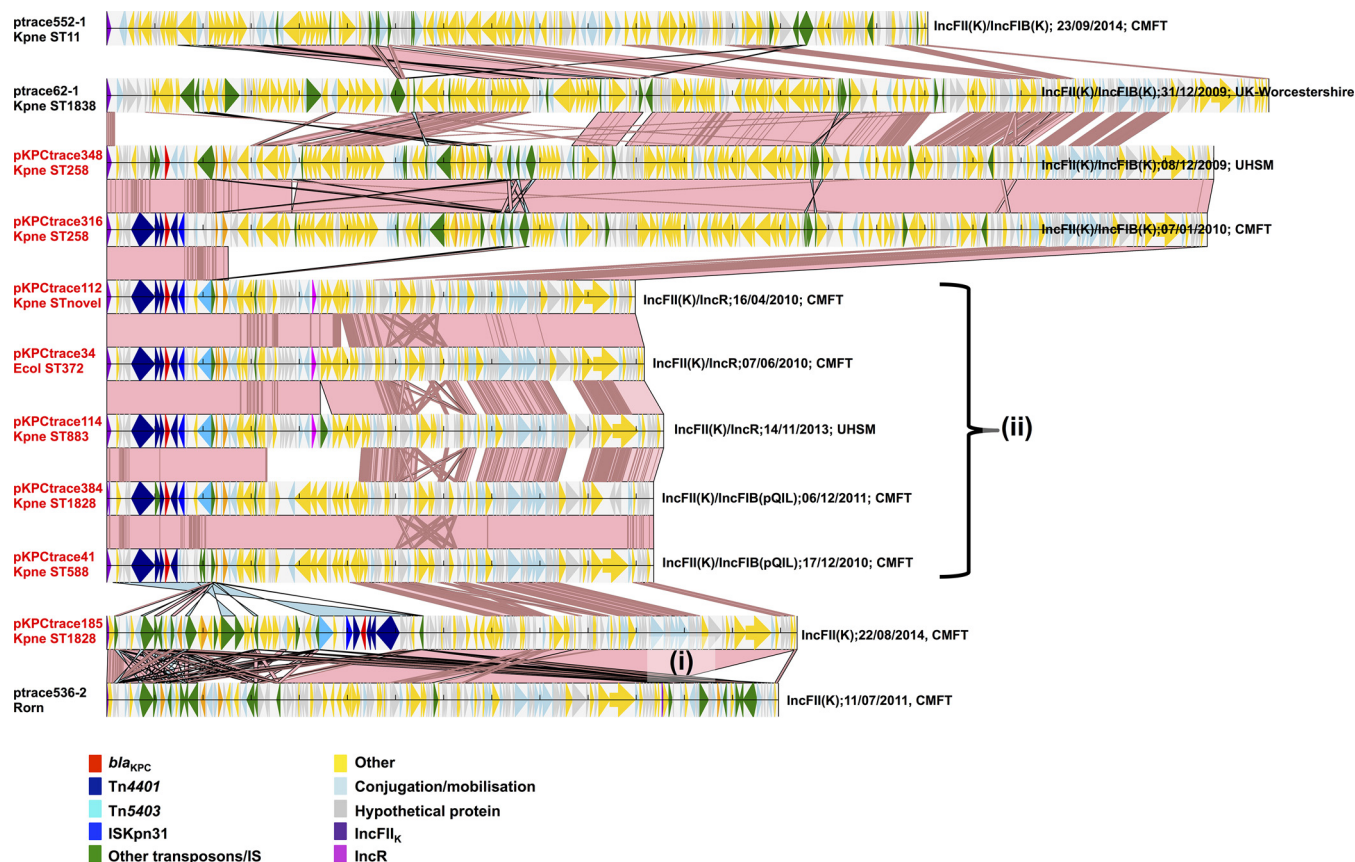 ptrace552-1
Kpne ST11
IncFII(K)/IncFIB(K); 23/09/2014; CMFT
ptrace62-1
Kpne ST1838
IncFII(K)/IncFIB(K);31/12/2009; UK-Worcestershire
pKPCtrace348
Kpne ST258
IncFII(K)/IncFIB(K);08/12/2009; UHSM
pKPCtrace316
Kpne ST258
IncFII(K)/IncFIB(K);07/01/2010; CMFT
pKPCtrace112
Kpne STnovel
IncFII(K)/IncR;16/04/2010; CMFT
pKPCtrace34
Ecol ST372
IncFII(K)/IncR;07/06/2010; CMFT
pKPCtrace114
Kpne ST883
IncFII(K)/IncR;14/11/2013; UHSM
(ii)
pKPCtrace384
Kpne ST1828
IncFII(K)/IncFIB(pQIL);06/12/2011; CMFT
pKPCtrace41
Kpne ST588
IncFII(K)/IncFIB(pQIL);17/12/2010; CMFT
pKPCtrace185
Kpne ST1828
IncFII(K);22/08/2014, CMFT
(i)
ptrace536-2
Rorn
IncFII(K);11/07/2011, CMFT
blaKPC
Tn4401
Tn5403
ISKpn31
Other transposons/IS
Other
Conjugation/mobilisation
Hypothetical protein
IncFIIK
IncR